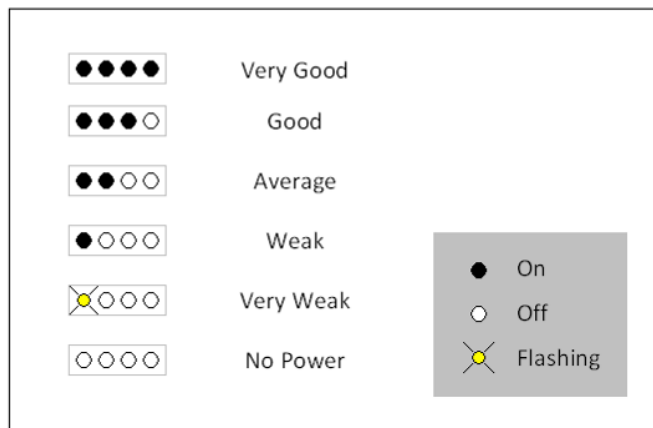 Very Good
Good
Average
Weak
Very Weak
No Power
On
Off
Flashing